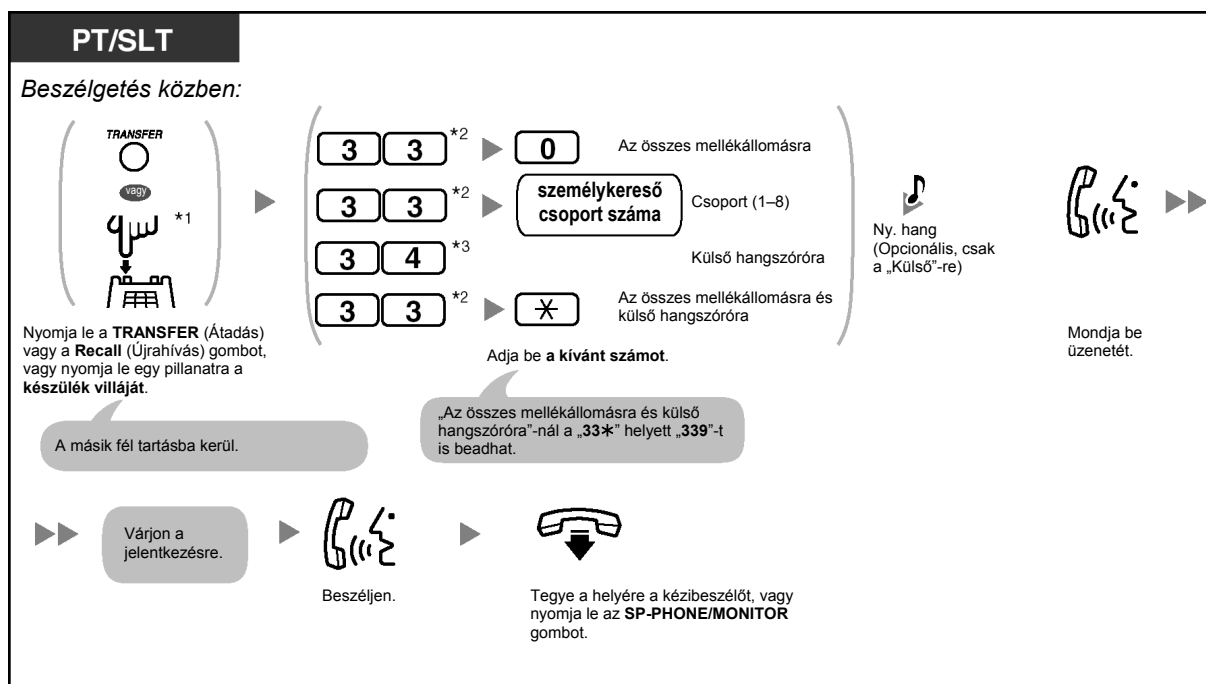 PT/SLT
Beszélgetés közben:
TRANSFER
vagy
*1
Nyomja le a TRANSFER (Átadás)
vagy a Recall (Újrahívás) gombot,
vagy nyomja le egy pillanatra a
készülék villáját.
A másik fél tartásba kerül.
3 3 *2 0 Az összes mellékállomásra
3 3 *2 személykereső
csoport száma
Csoport (1–8)
3 4 *3 Külső hangszóróra
3 3 *2 ✳ Az összes mellékállomásra és
külső hangszóróra
Adja be a kívánt számot.
„Az összes mellékállomásra és külső
hangszóróra”-nál a „33✳” helyett „339”-t
is beadhat.
Ny. hang
(Opcionális, csak
a „Külső”-re)
Mondja be
üzenetét.
Várjon a
jelentkezésre.
Beszéljen.
Tegye a helyére a kézibeszélőt, vagy
nyomja le az SP-PHONE/MONITOR
gombot.